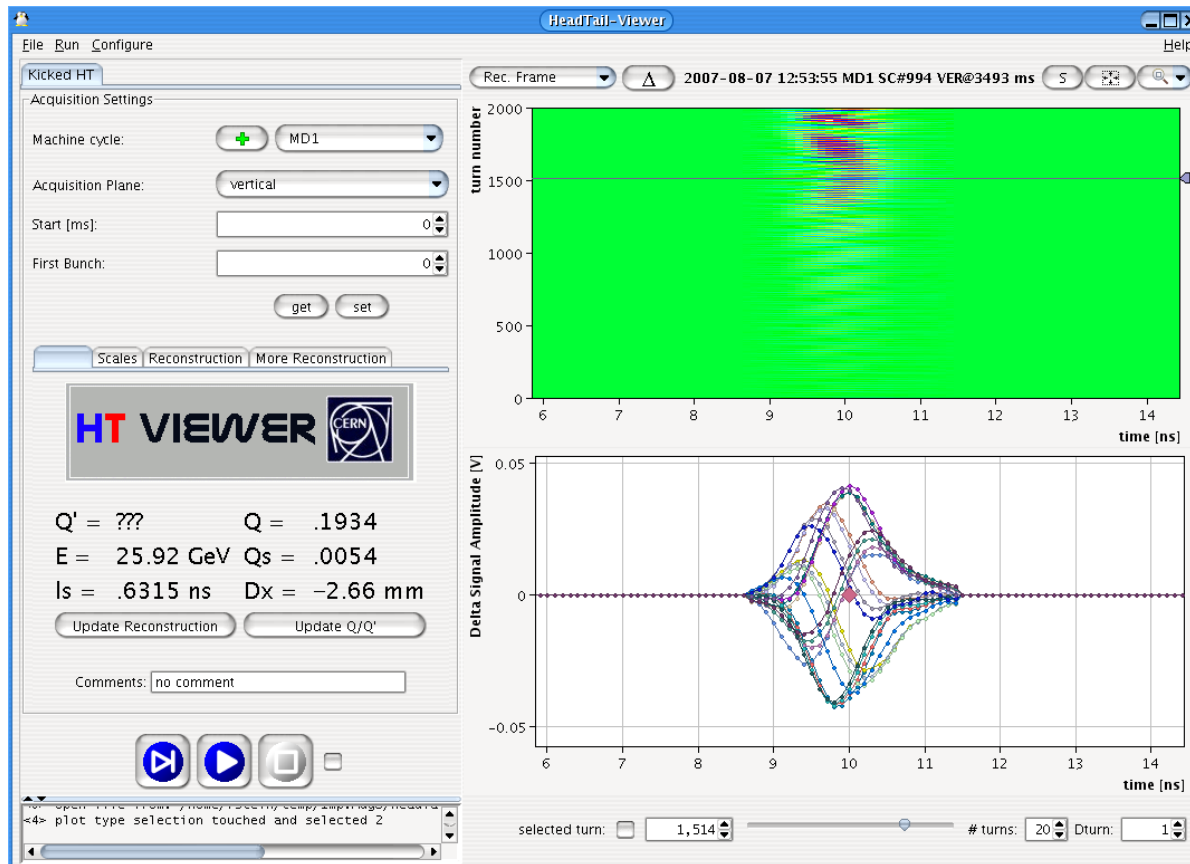 HeadTail-Viewer
File Run Configure Help
Kicked HT
Acquisition Settings
Machine cycle: MD1
Acquisition Plane: vertical
Start [ms]: 0
First Bunch: 0
get set
Scales Reconstruction More Reconstruction
HT VIEWER CERN
Q' = ??? Q = .1934
E = 25.92 GeV Qs = .0054
ls = .6315 ns Dx = −2.66 mm
Update Reconstruction Update Q/Q'
Comments: no comment
<4> plot type selection touched and selected 2
Rec. Frame Δ 2007-08-07 12:53:55 MD1 SC#994 VER@3493 ms S
turn number
2000
1500
1000
500
0
6 7 8 9 10 11 12 13 14
time [ns]
Delta Signal Amplitude [V]
0.05
0
-0.05
6 7 8 9 10 11 12 13 14
time [ns]
selected turn: 1,514 # turns: 20 Dturn: 1